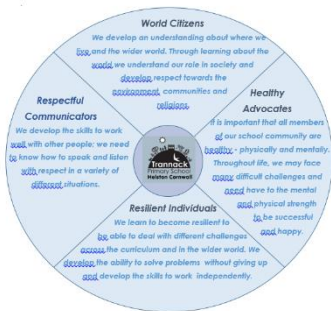 World Citizens
We develop an understanding about where we
live and the wider world. Through learning about the
world, we understand our role in society and
develop respect towards the
environment, communities and
religions.
Respectful
Communicators
We develop the skills to work
well with other people; we need
to know how to speak and listen
with respect in a variety of
different situations.
Healthy
Advocates
It is important that all members
of our school community are
healthy - physically and mentally.
Throughout life, we may face
many difficult challenges and
need have to the mental
and physical strength
to be successful
and happy.
Trannack
Primary School
Helston Cornwall
Resilient Individuals
We learn to become resilient to
be able to deal with different challenges
across the curriculum and in the wider world. We
develop the ability to solve problems without giving up
and develop the skills to work independently.